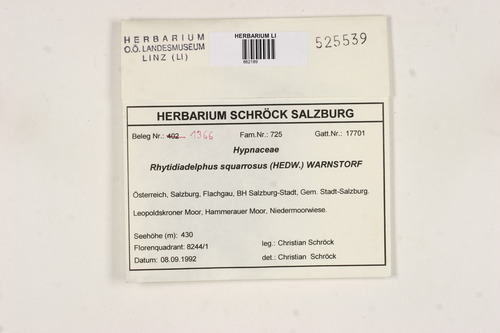 HERBARIUM
O.Ö. LANDESMUSEUM
LINZ (LI)
HERBARIUM LI
525539
HERBARIUM SCHRÖCK SALZBURG
Beleg Nr.: 402 1366 Fam.Nr.: 725 Gatt.Nr.: 17701
Hypnaceae
Rhytidiadelphus squarrosus (HEDW.) WARNSTORF
Österreich, Salzburg, Flachgau, BH Salzburg-Stadt, Gem. Stadt-Salzburg.
Leopoldskroner Moor, Hammerauer Moor, Niedermoorwiese.
Seehöhe (m): 430
Florenquadrant: 8244/1 leg.: Christian Schröck
Datum: 08.09.1992 det.: Christian Schröck